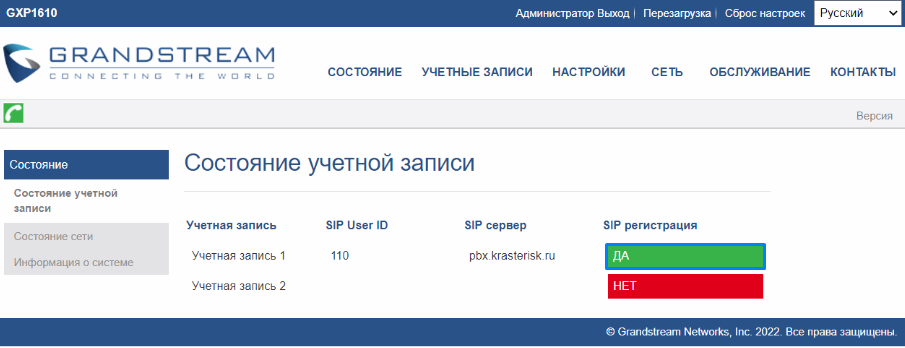 GXP1610
Администратор Выход | Перезагрузка | Сброс настроек
Русский
GRANDSTREAM
CONNECTING THE WORLD
СОСТОЯНИЕ УЧЕТНЫЕ ЗАПИСИ НАСТРОЙКИ СЕТЬ ОБСЛУЖИВАНИЕ КОНТАКТЫ
Версия
Состояние
Состояние учетной
записи
Состояние сети
Информация о системе
Состояние учетной записи
Учетная запись SIP User ID SIP сервер SIP регистрация
Учетная запись 1 110 pbx.krasterisk.ru ДА
Учетная запись 2 НЕТ
© Grandstream Networks, Inc. 2022. Все права защищены.